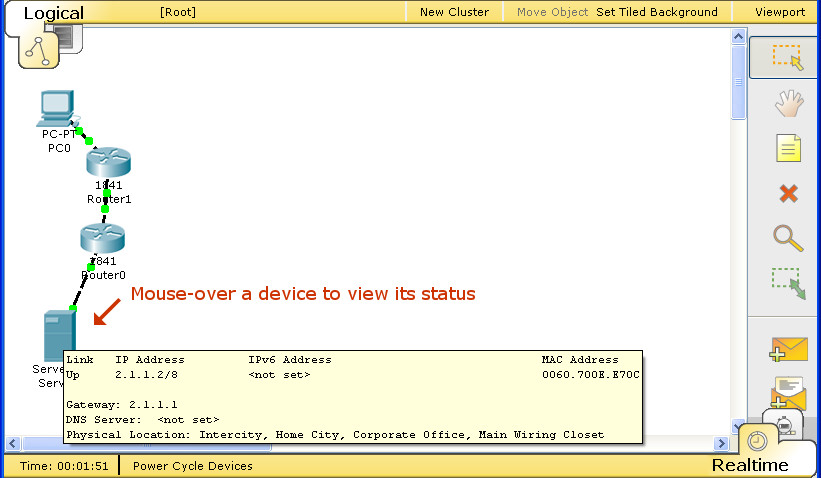 Logical [Root] New Cluster Move Object Set Tiled Background Viewport
PC-PT
PC0
1841
Router1
1841
Router0
Mouse-over a device to view its status
Link IP Address IPv6 Address MAC Address
Up 2.1.1.2/8 <not set> 0060.700E.E70C
Gateway: 2.1.1.1
DNS Server: <not set>
Physical Location: Intercity, Home City, Corporate Office, Main Wiring Closet
Serve
Serv
Time: 00:01:51 Power Cycle Devices Realtime